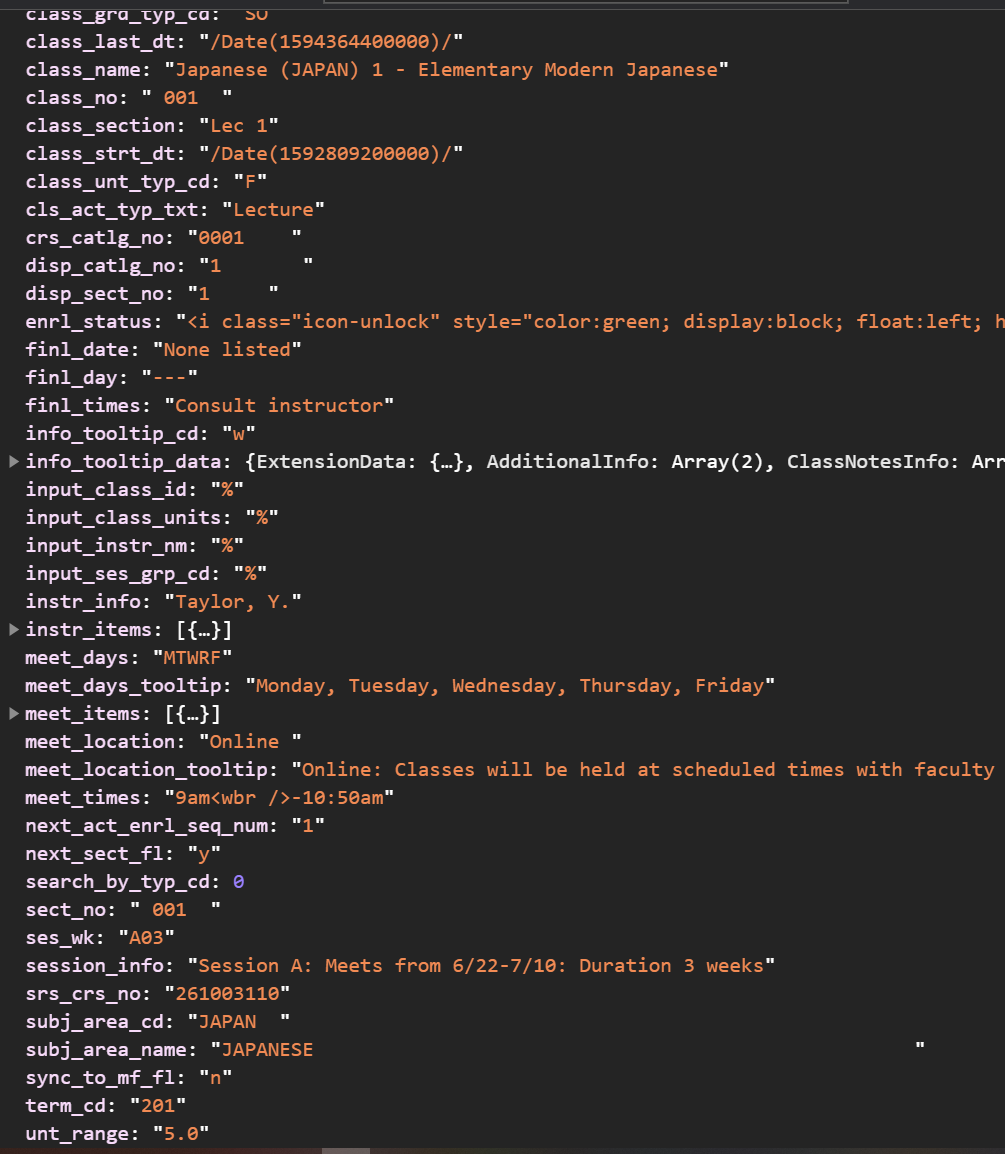 class_grd_typ_cd: "SO"
class_last_dt: "/Date(1594364400000)/"
class_name: "Japanese (JAPAN) 1 - Elementary Modern Japanese"
class_no: " 001  "
class_section: "Lec 1"
class_strt_dt: "/Date(1592809200000)/"
class_unt_typ_cd: "F"
cls_act_typ_txt: "Lecture"
crs_catlg_no: "0001    "
disp_catlg_no: "1       "
disp_sect_no: "1     "
enrl_status: "<i class="icon-unlock" style="color:green; display:block; float:left; h
finl_date: "None listed"
finl_day: "---"
finl_times: "Consult instructor"
info_tooltip_cd: "w"
▶ info_tooltip_data: {ExtensionData: {…}, AdditionalInfo: Array(2), ClassNotesInfo: Arr
input_class_id: "%"
input_class_units: "%"
input_instr_nm: "%"
input_ses_grp_cd: "%"
instr_info: "Taylor, Y."
▶ instr_items: [{…}]
meet_days: "MTWRF"
meet_days_tooltip: "Monday, Tuesday, Wednesday, Thursday, Friday"
▶ meet_items: [{…}]
meet_location: "Online "
meet_location_tooltip: "Online: Classes will be held at scheduled times with faculty
meet_times: "9am<wbr />-10:50am"
next_act_enrl_seq_num: "1"
next_sect_fl: "y"
search_by_typ_cd: 0
sect_no: " 001  "
ses_wk: "A03"
session_info: "Session A: Meets from 6/22-7/10: Duration 3 weeks"
srs_crs_no: "261003110"
subj_area_cd: "JAPAN  "
subj_area_name: "JAPANESE                                                    "
sync_to_mf_fl: "n"
term_cd: "201"
unt_range: "5.0"